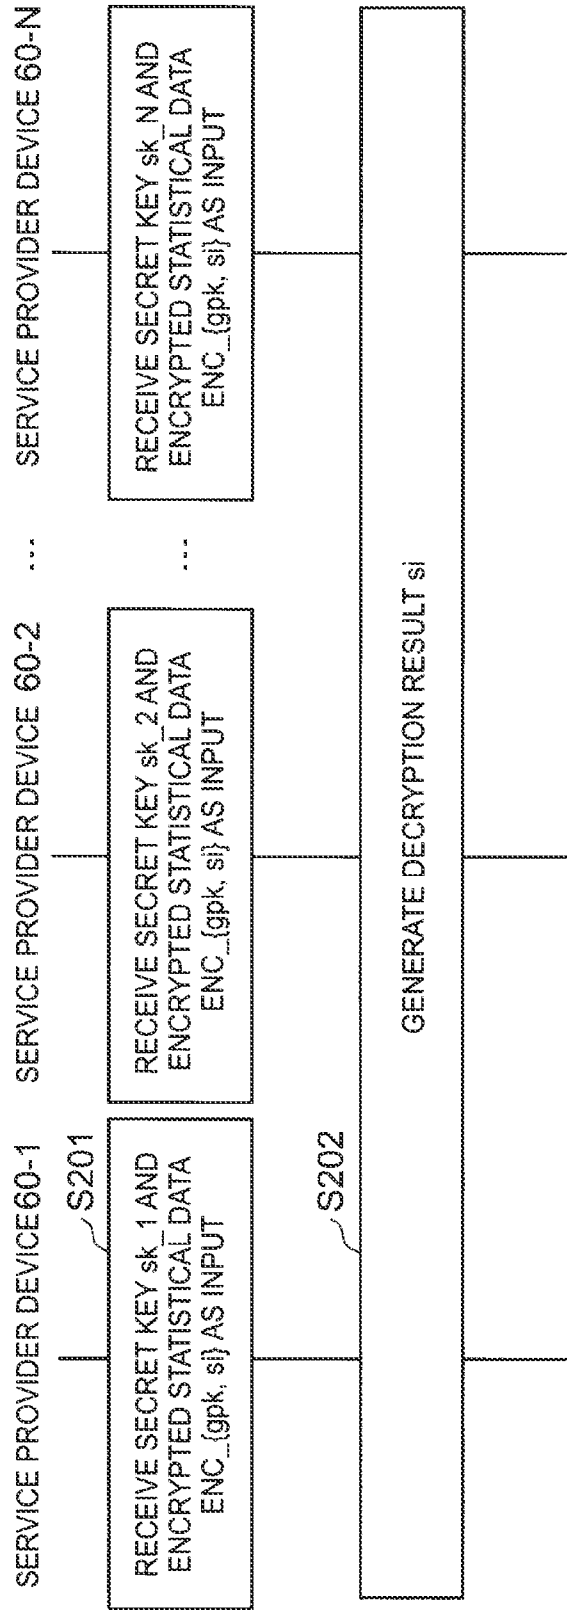 SERVICE PROVIDER DEVICE60-1
SERVICE PROVIDER DEVICE 60-2
...
SERVICE PROVIDER DEVICE 60-N
S201
RECEIVE SECRET KEY sk_1 AND
ENCRYPTED STATISTICAL DATA
ENC_{gpk, si} AS INPUT
RECEIVE SECRET KEY sk_2 AND
ENCRYPTED STATISTICAL DATA
ENC_{gpk, si} AS INPUT
...
RECEIVE SECRET KEY sk_N AND
ENCRYPTED STATISTICAL DATA
ENC_{gpk, si} AS INPUT
S202
GENERATE DECRYPTION RESULT si